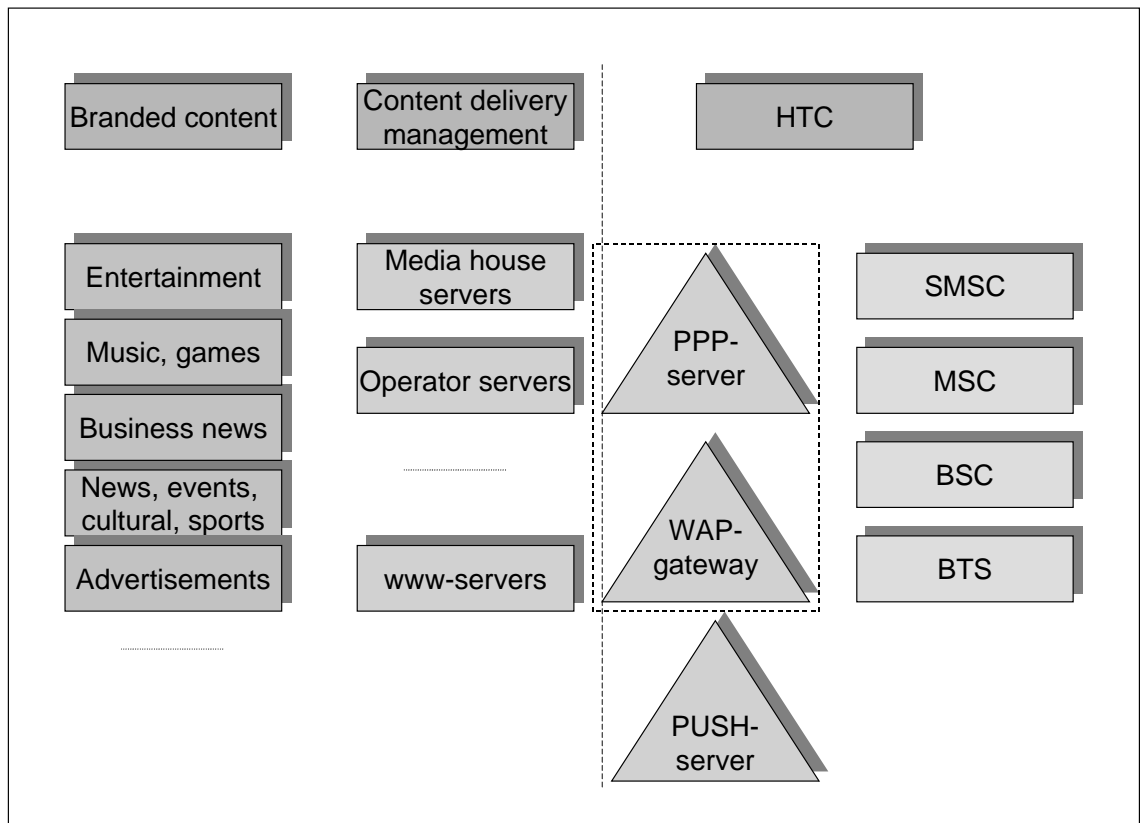 Branded content
Content delivery
management
HTC
Entertainment
Music, games
Business news
News, events,
cultural, sports
Advertisements
Media house
servers
Operator servers
www-servers
PPP-
server
WAP-
gateway
PUSH-
server
SMSC
MSC
BSC
BTS